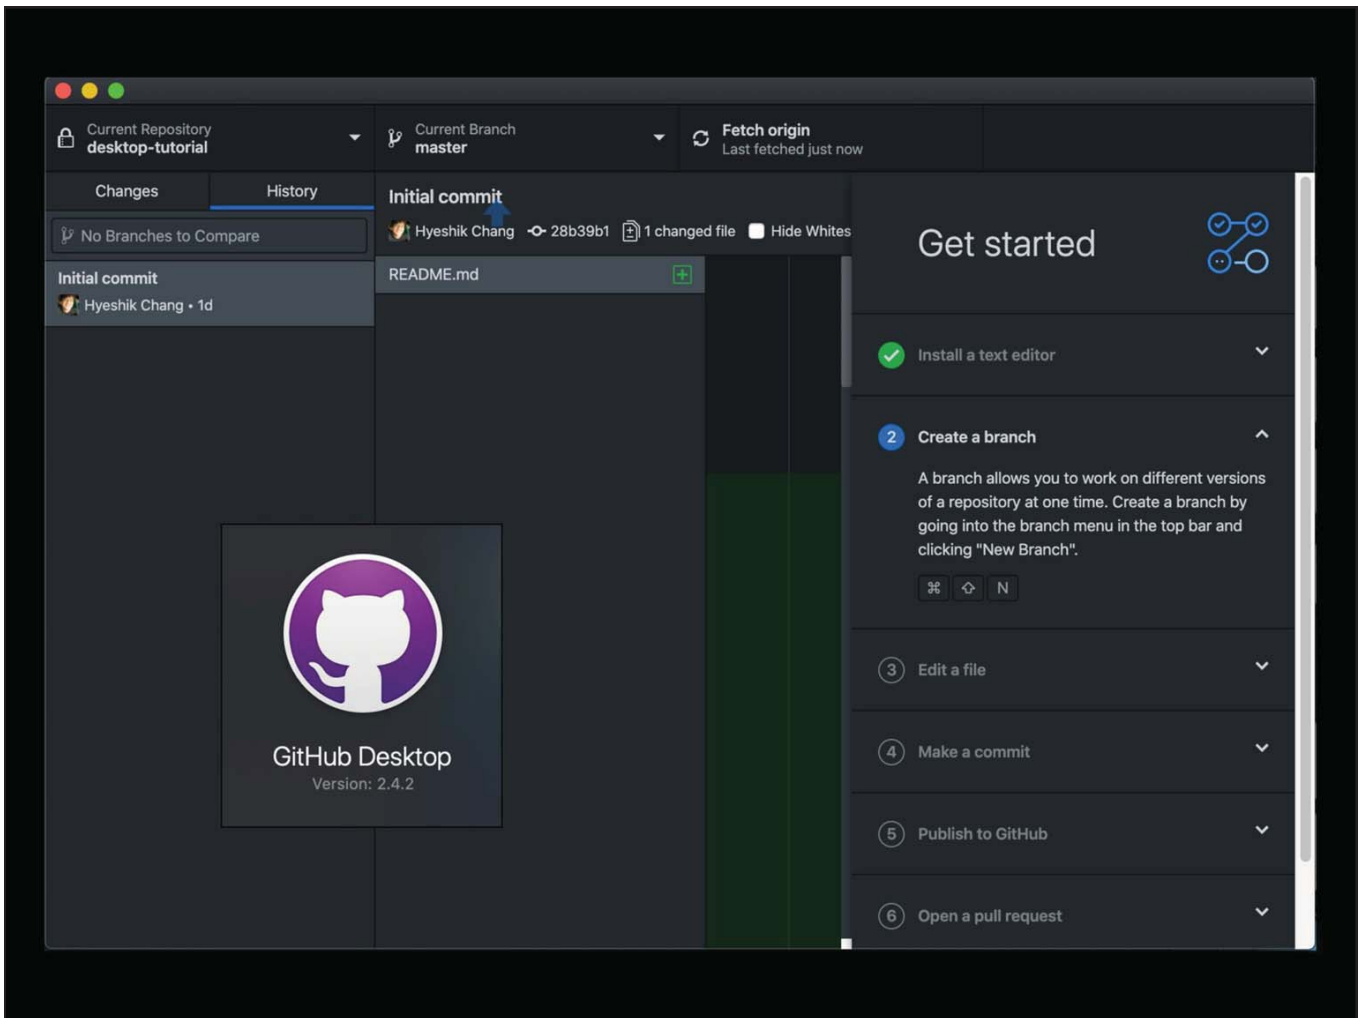 Current Repository
desktop-tutorial
Current Branch
master
Fetch origin
Last fetched just now
Changes
History
No Branches to Compare
Initial commit
Hyeshik Chang • 1d
Initial commit
Hyeshik Chang
28b39b1
1 changed file
Hide Whites
README.md
GitHub Desktop
Version: 2.4.2
Get started
Install a text editor
2 Create a branch
A branch allows you to work on different versions
of a repository at one time. Create a branch by
going into the branch menu in the top bar and
clicking "New Branch".
⌘ ⇧ N
3 Edit a file
4 Make a commit
5 Publish to GitHub
6 Open a pull request